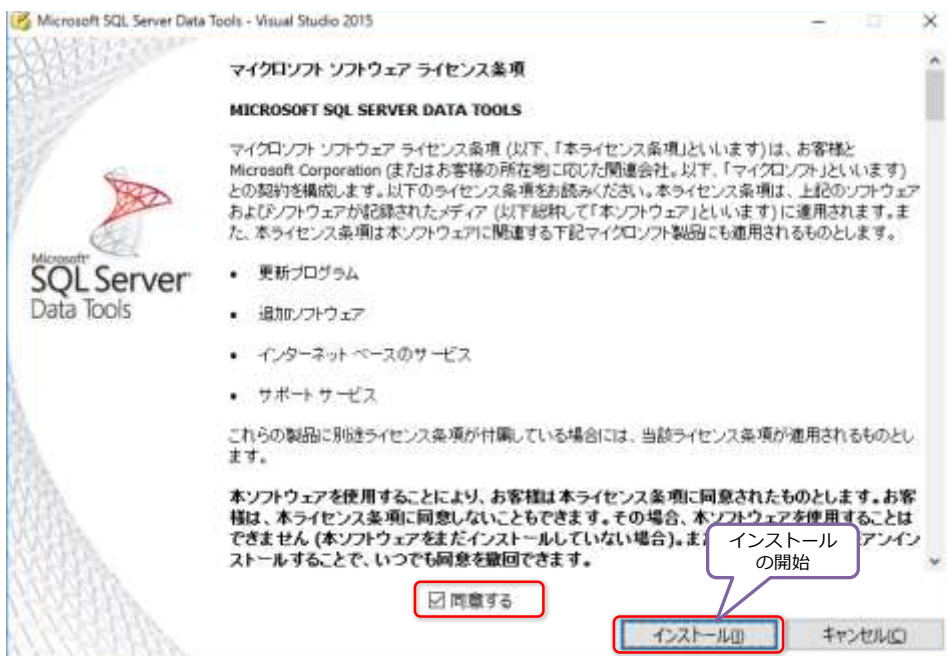 Microsoft SQL Server Data Tools - Visual Studio 2015
マイクロソフト ソフトウェア ライセンス条項
MICROSOFT SQL SERVER DATA TOOLS
マイクロソフト ソフトウェア ライセンス条項 (以下、「本ライセンス条項」といいます) は、お客様と
Microsoft Corporation (またはお客様の所在地に応じた関連会社。以下、「マイクロソフト」といいます)
との契約を構成します。以下のライセンス条項をお読みください。本ライセンス条項は、上記のソフトウェア
およびソフトウェアが記録されたメディア (以下総称して「本ソフトウェア」といいます) に適用されます。ま
た、本ライセンス条項は本ソフトウェアに関連する下記マイクロソフト製品にも適用されるものとします。
Microsoft
SQL Server
Data Tools
• 更新プログラム
• 追加ソフトウェア
• インターネット ベースのサービス
• サポート サービス
これらの製品に別途ライセンス条項が付属している場合には、当該ライセンス条項が適用されるものとし
ます。
本ソフトウェアを使用することにより、お客様は本ライセンス条項に同意されたものとします。お客
様は、本ライセンス条項に同意しないこともできます。その場合、本ソフトウェアを使用することは
できません (本ソフトウェアをまだインストールしていない場合)。ま アンイン
ストールすることで、いつでも同意を撤回できます。
インストール
の開始
同意する
インストール(I)
キャンセル(C)